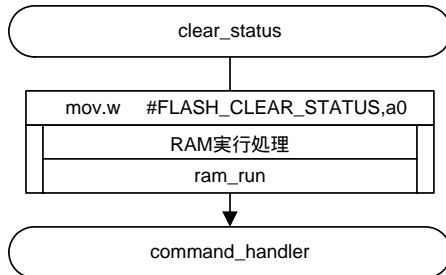 clear_status
mov.w #FLASH_CLEAR_STATUS,a0
RAM実行処理
ram_run
command_handler